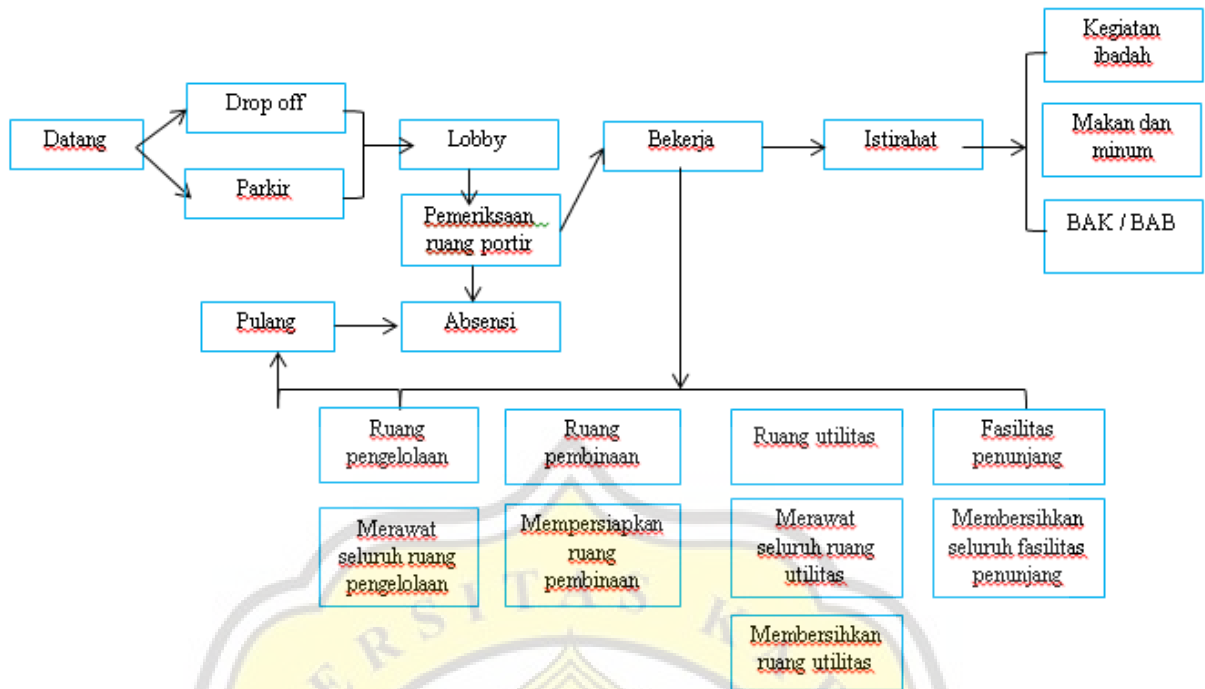 Kegiatan
ibadah
Drop off
Datang
Lobby
Bekerja
Istirahat
Makan dan
minum
Parkir
Pemeriksaan
ruang portir
BAK / BAB
Pulang
Absensi
Ruang
pengelolaan
Ruang
pembinaan
Ruang utilitas
Fasilitas
penunjang
Merawat
seluruh ruang
pengelolaan
Mempersiapkan
ruang
pembinaan
Merawat
seluruh ruang
utilitas
Membersihkan
seluruh fasilitas
penunjang
Membersihkan
ruang utilitas
ERSITAS KA